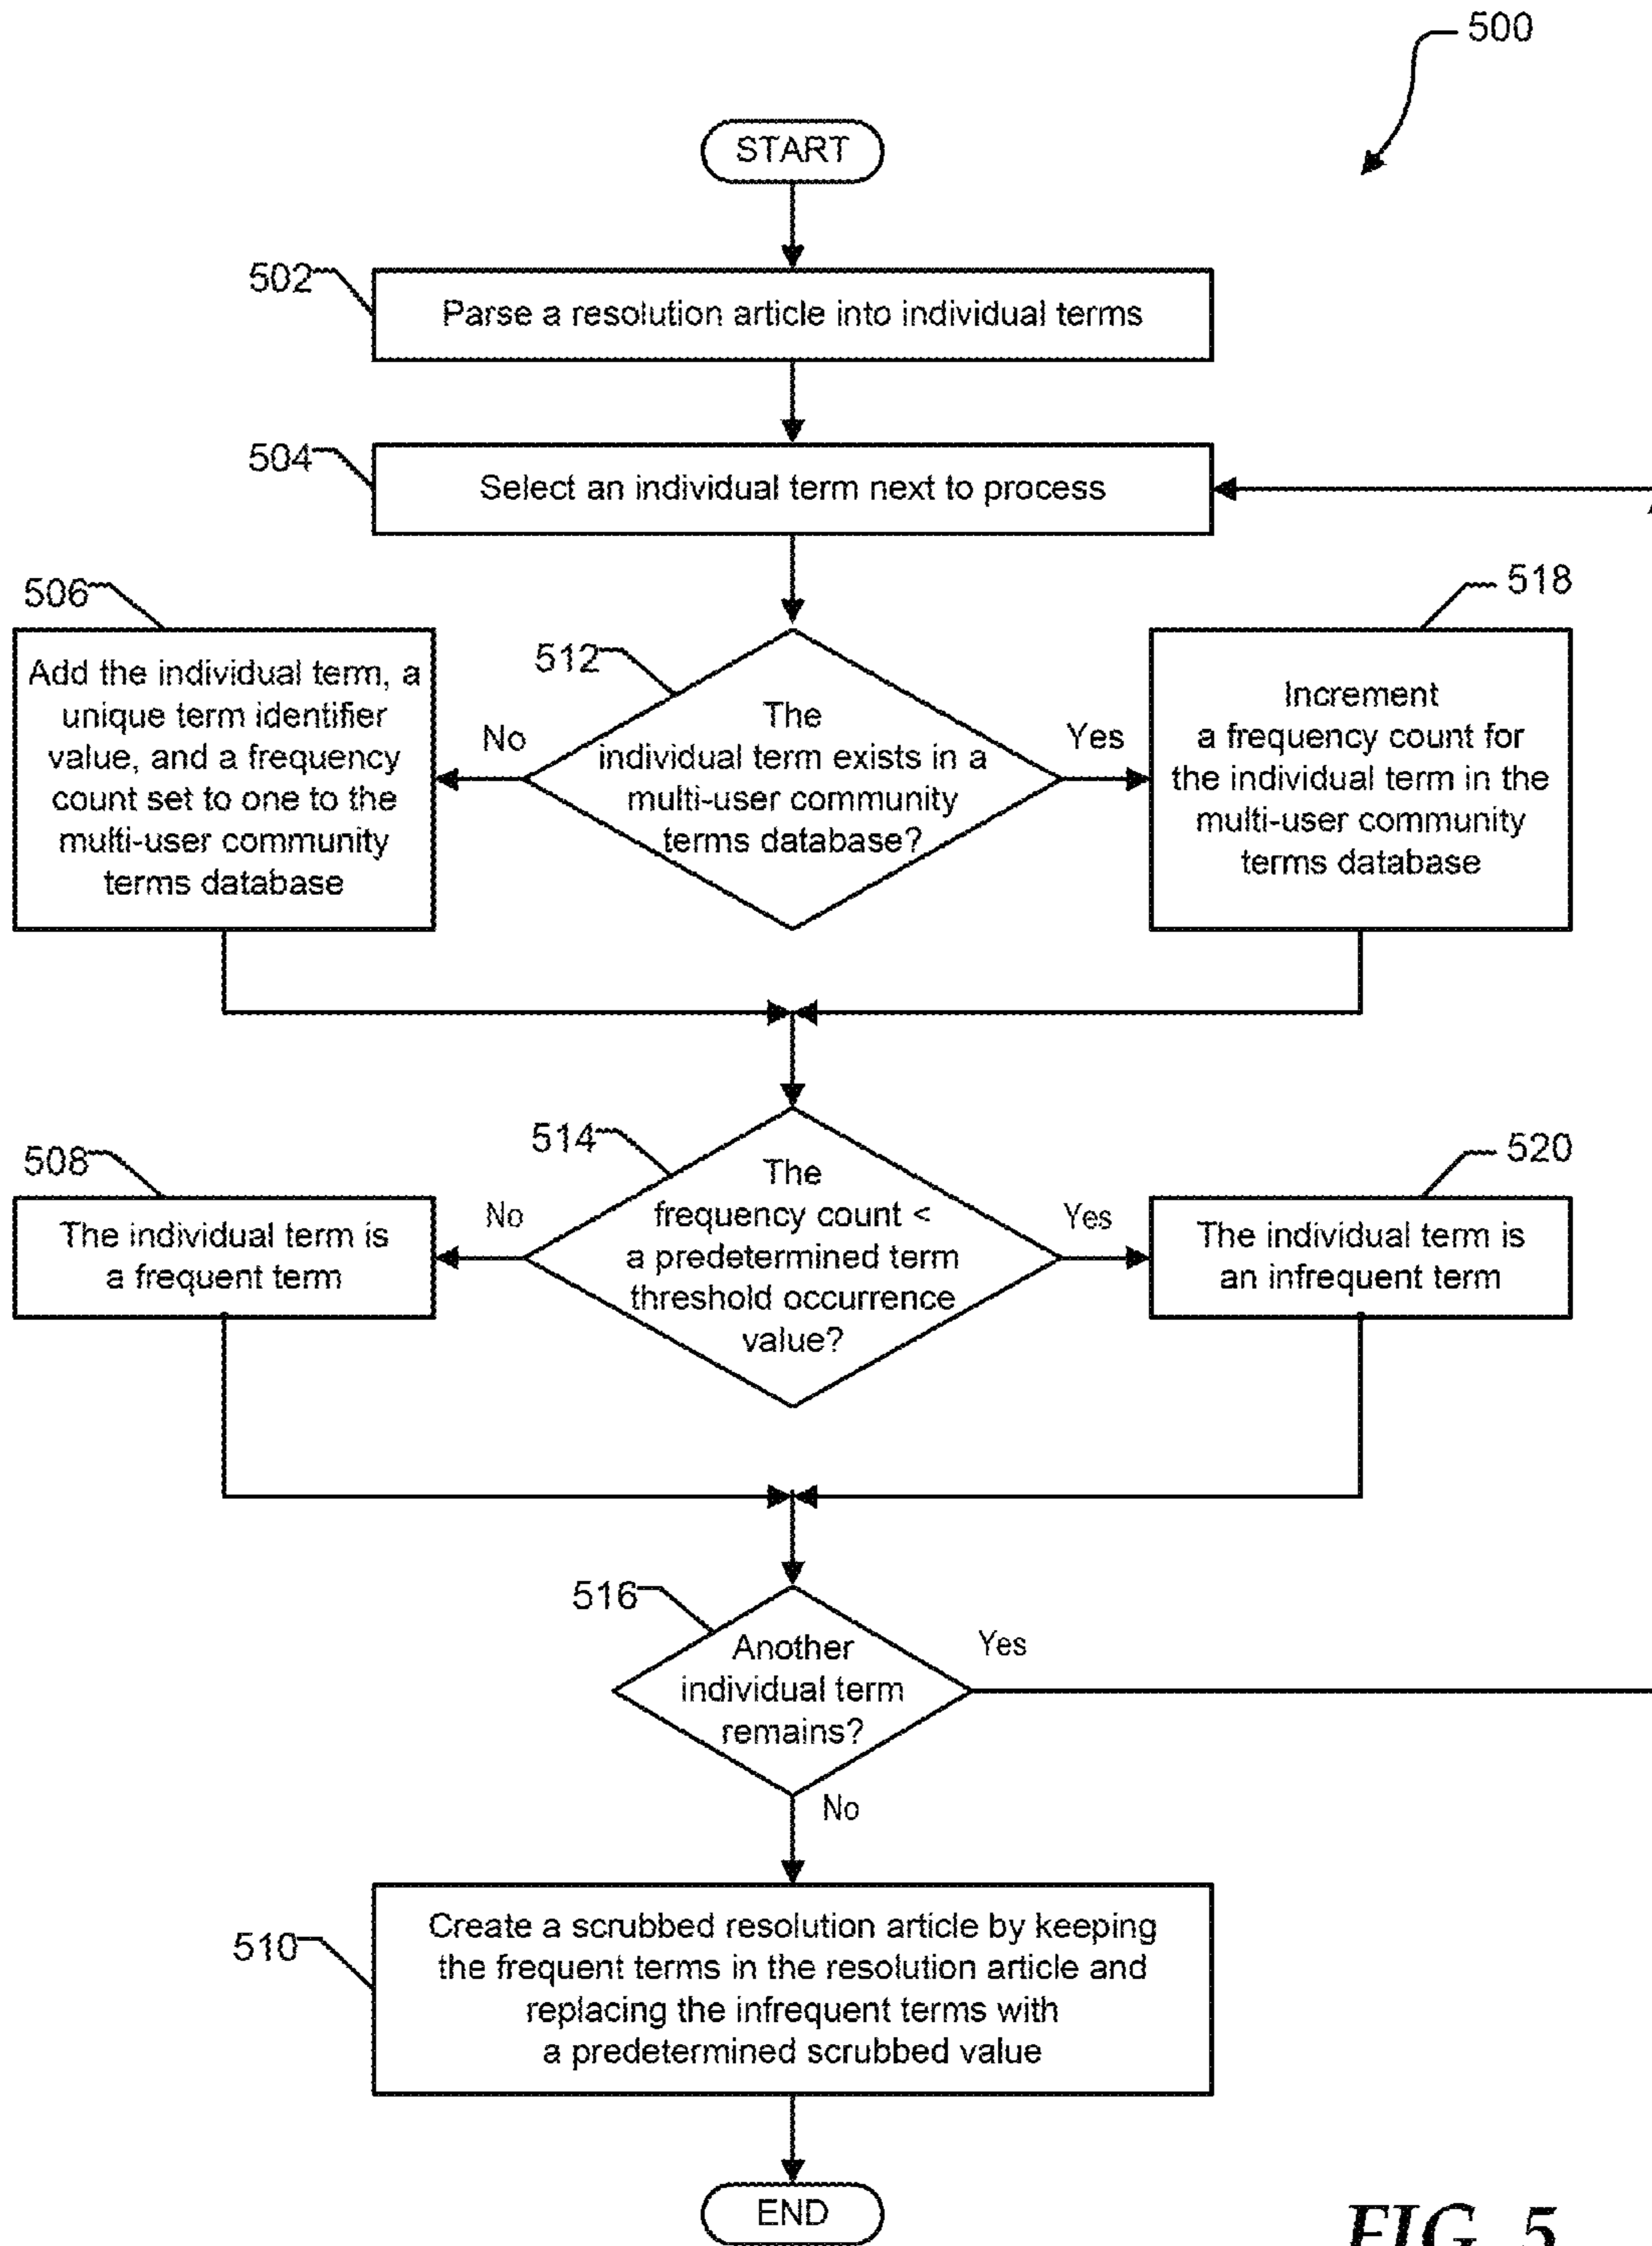 500
START
502
Parse a resolution article into individual terms
504
Select an individual term next to process
506
Add the individual term, a
unique term identifier
value, and a frequency
count set to one to the
multi-user community
terms database
512
No
The
individual term exists in a
multi-user community
terms database?
Yes
518
Increment
a frequency count for
the individual term in the
multi-user community
terms database
508
The individual term is
a frequent term
514
No
The
frequency count <
a predetermined term
threshold occurrence
value?
Yes
520
The individual term is
an infrequent term
516
Another
individual term
remains?
Yes
No
510
Create a scrubbed resolution article by keeping
the frequent terms in the resolution article and
replacing the infrequent terms with
a predetermined scrubbed value
END
FIG. 5